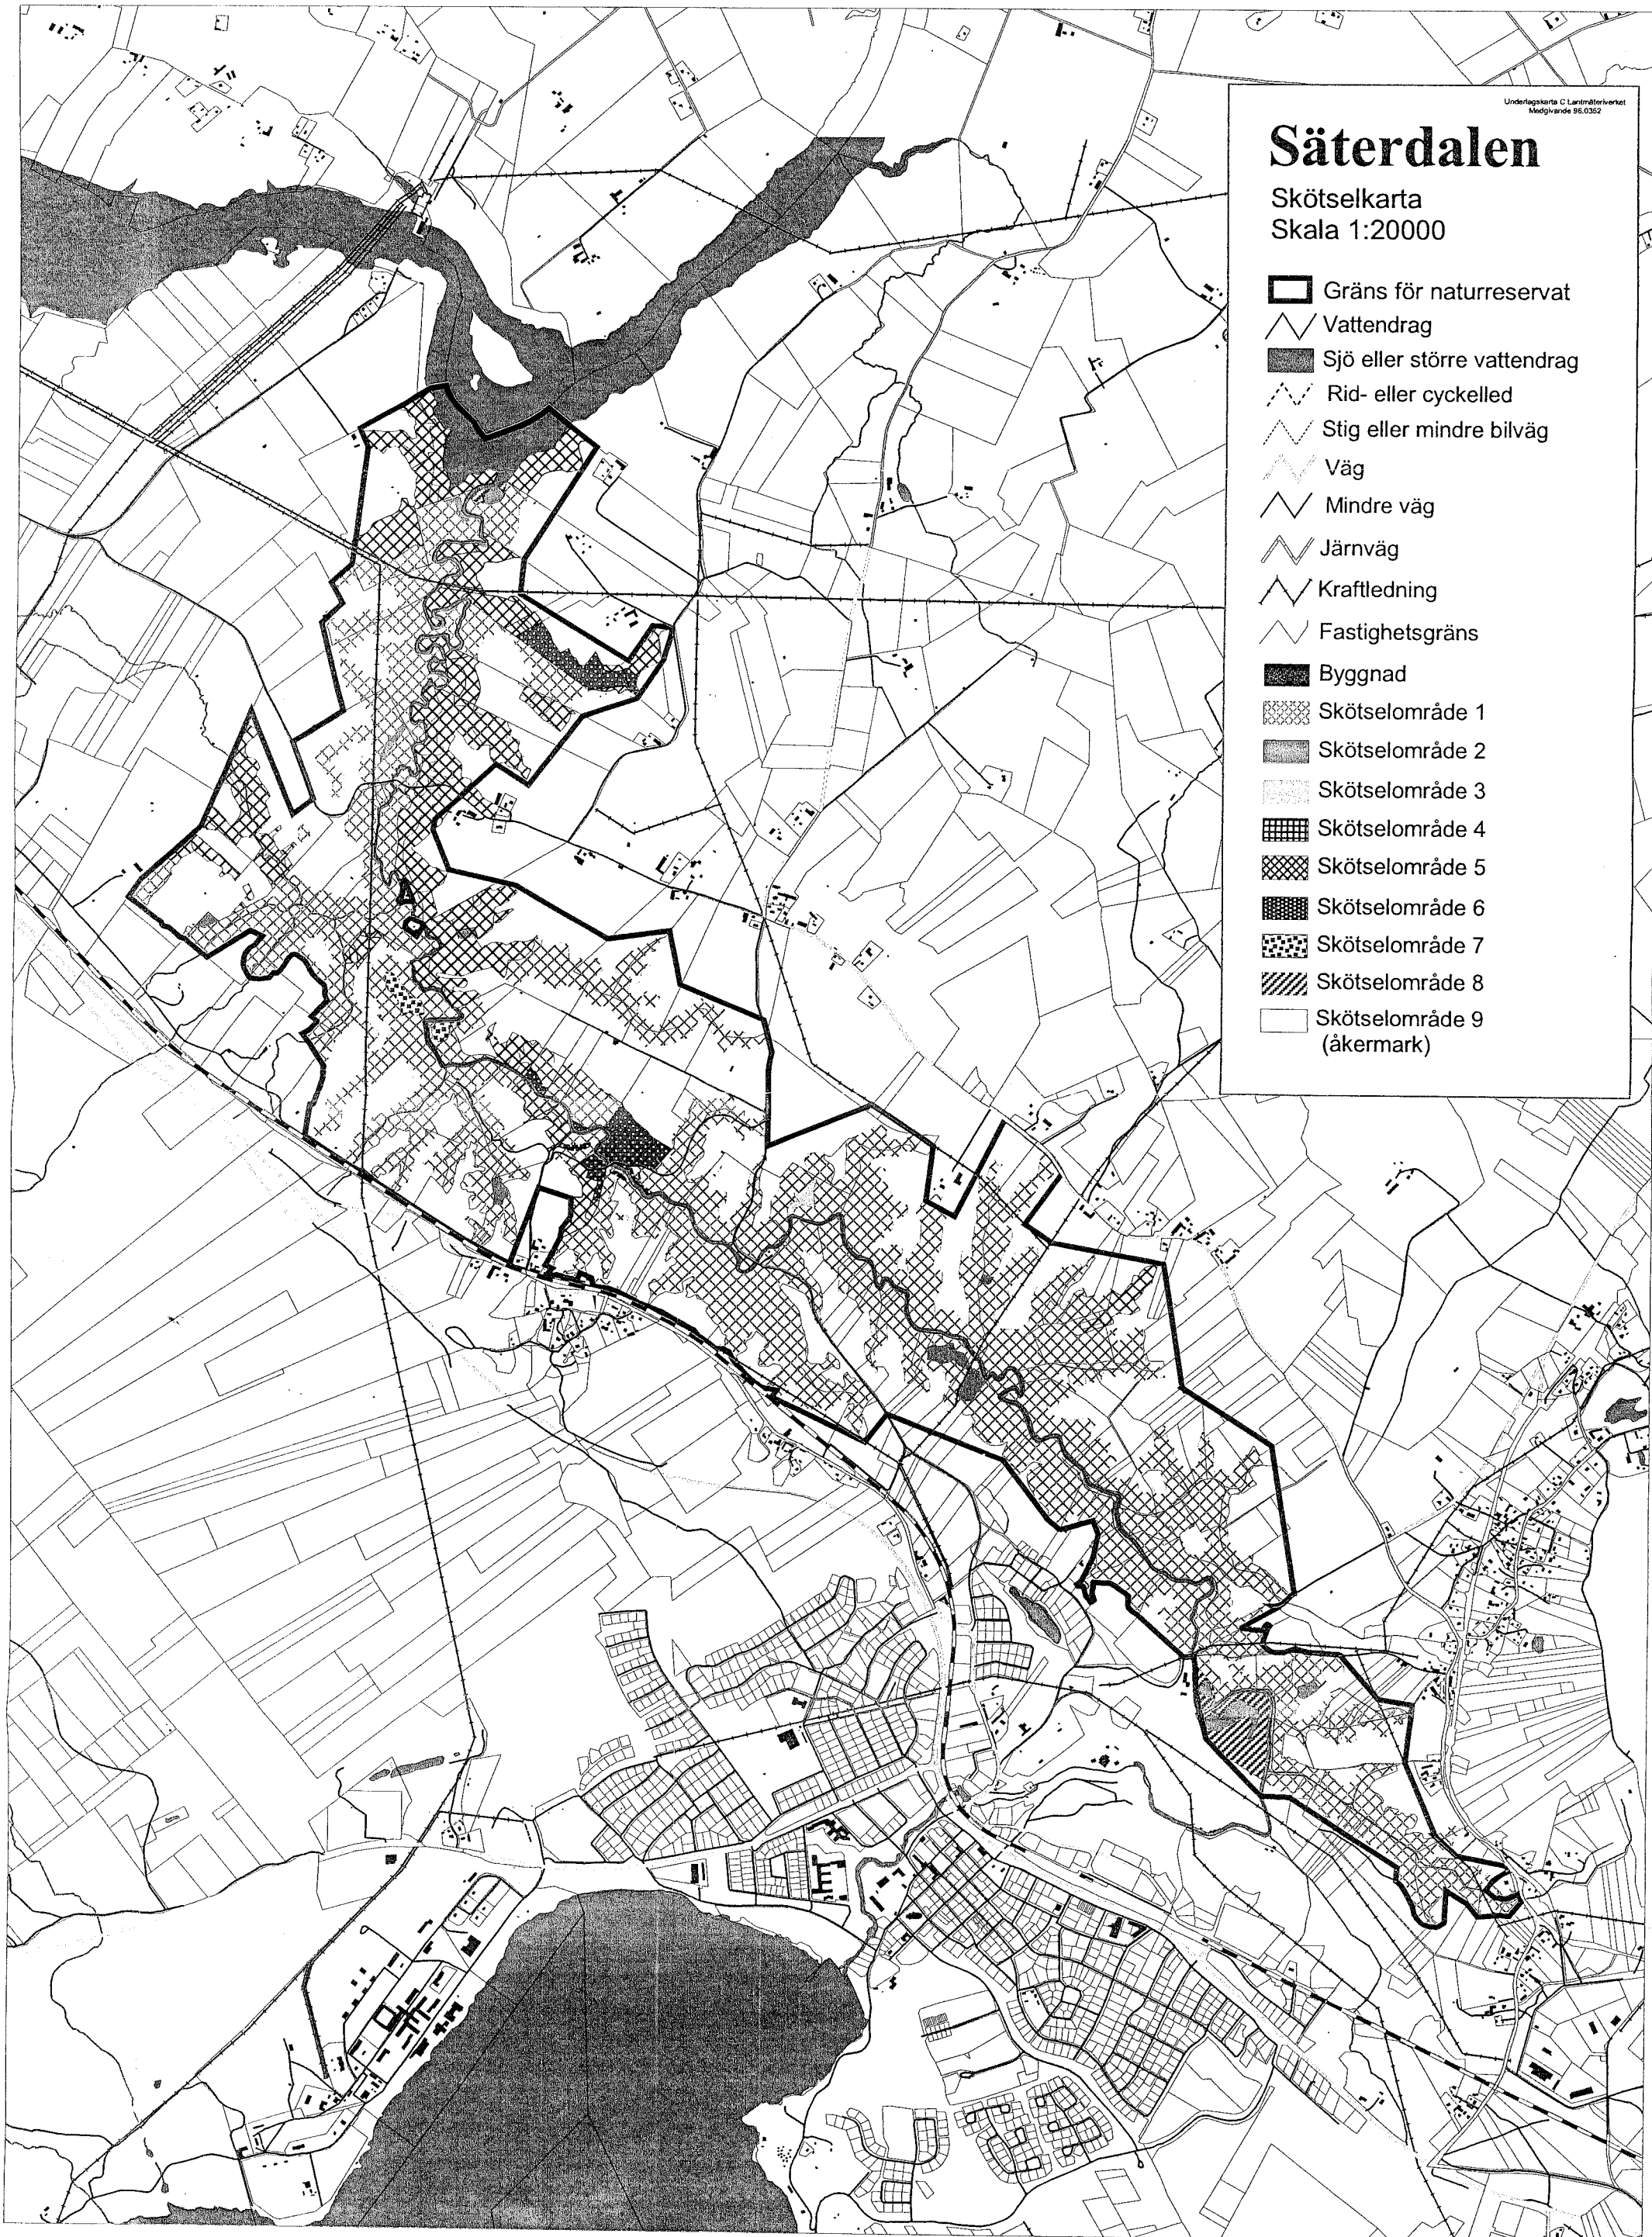 Underlagskarta C Lantmäteriverket
Medgivande 96.0352
Säterdalen
Skötselkarta
Skala 1:20000
Gräns för naturreservat
Vattendrag
Sjö eller större vattendrag
Rid- eller cyckelled
Stig eller mindre bilväg
Väg
Mindre väg
Järnväg
Kraftledning
Fastighetsgräns
Byggnad
Skötselområde 1
Skötselområde 2
Skötselområde 3
Skötselområde 4
Skötselområde 5
Skötselområde 6
Skötselområde 7
Skötselområde 8
Skötselområde 9
(åkermark)